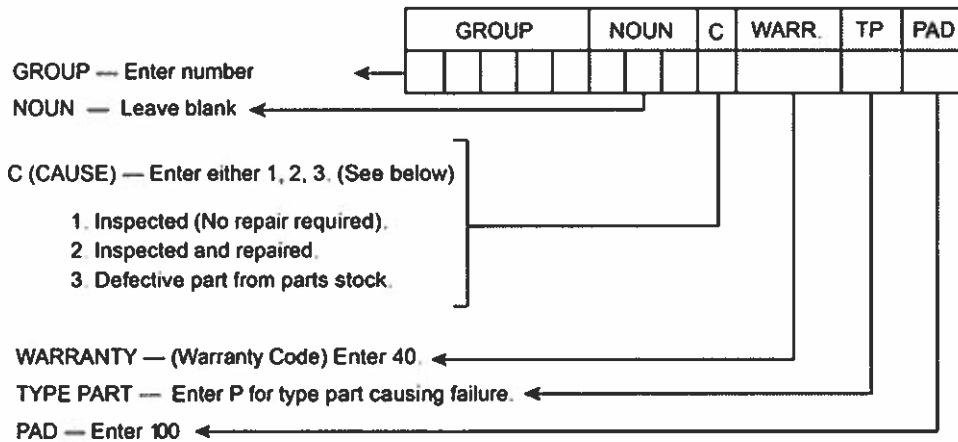 GROUP NOUN C WARR. TP PAD
GROUP — Enter number
NOUN — Leave blank
C (CAUSE) — Enter either 1, 2, 3. (See below)
1. Inspected (No repair required).
2. Inspected and repaired.
3. Defective part from parts stock.
WARRANTY — (Warranty Code) Enter 40.
TYPE PART — Enter P for type part causing failure.
PAD — Enter 100